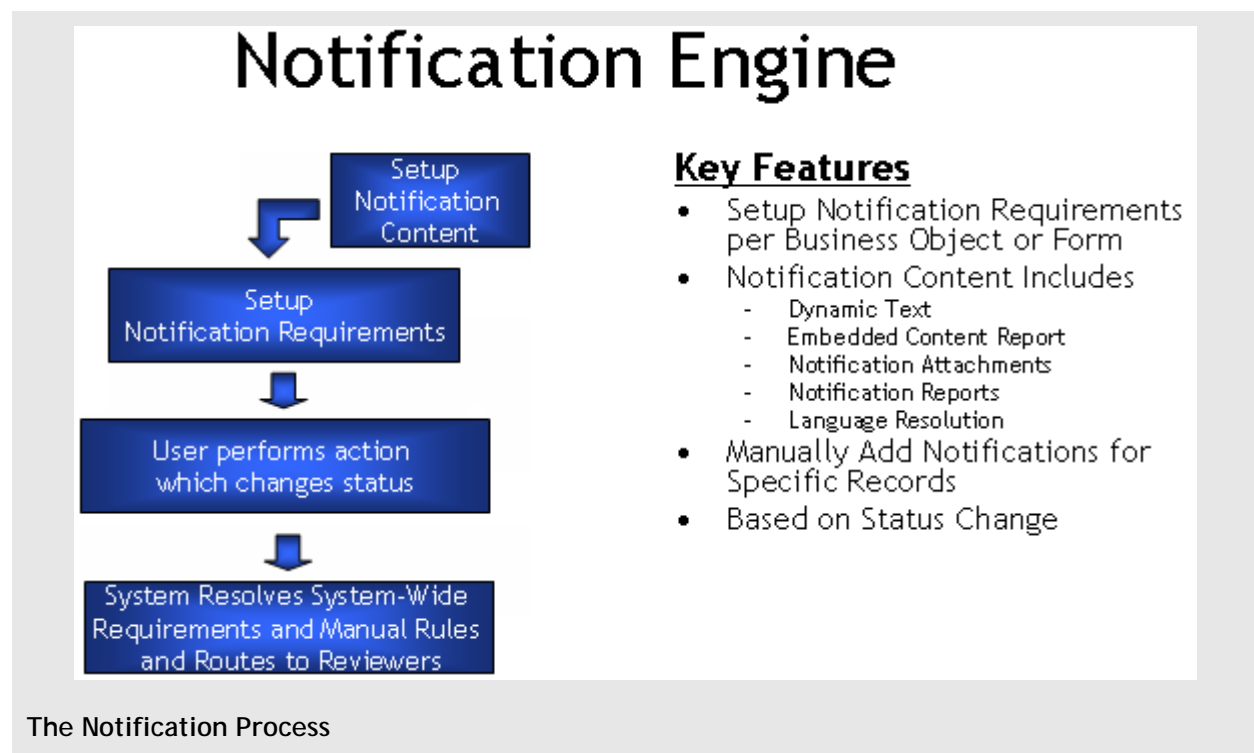 Notification Engine
Setup
Notification
Content
Setup
Notification Requirements
User performs action
which changes status
System Resolves System-Wide
Requirements and Manual Rules
and Routes to Reviewers
Key Features
• Setup Notification Requirements
per Business Object or Form
• Notification Content Includes
- Dynamic Text
- Embedded Content Report
- Notification Attachments
- Notification Reports
- Language Resolution
• Manually Add Notifications for
Specific Records
• Based on Status Change
The Notification Process